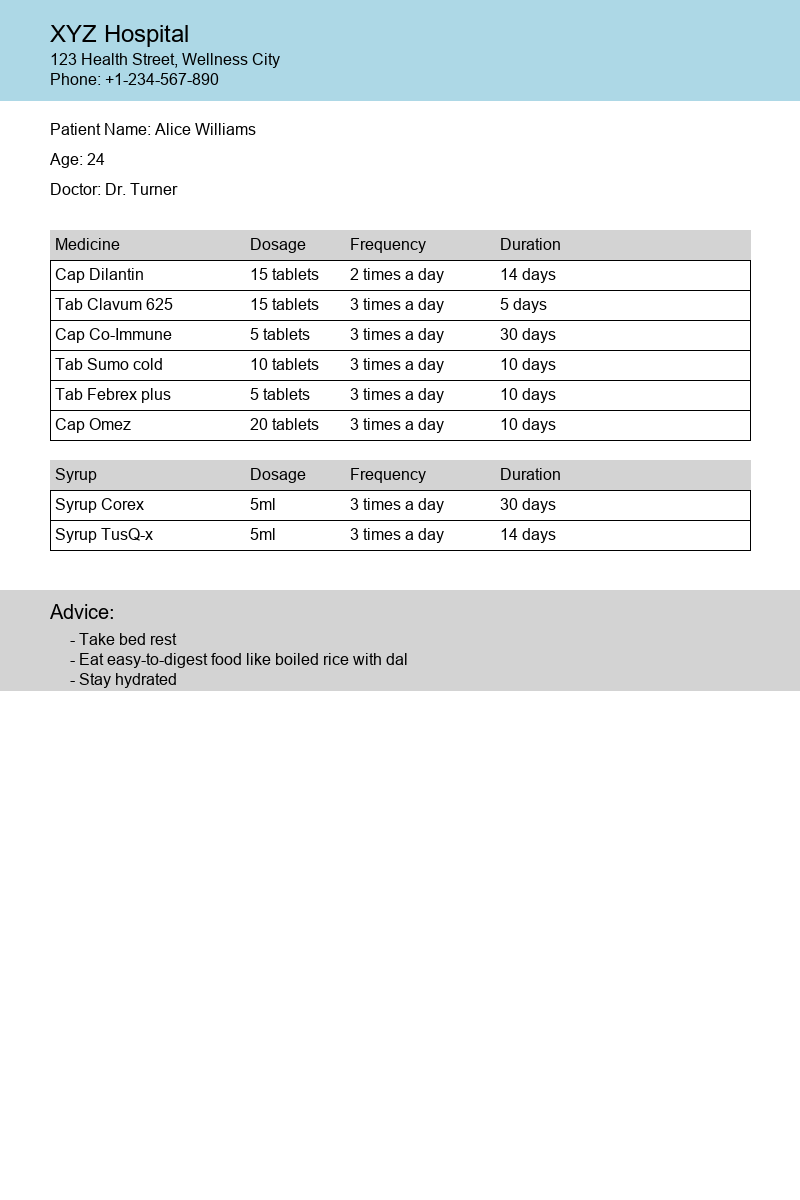 XYZ Hospital
123 Health Street, Wellness City
Phone: +1-234-567-890
Patient Name: Alice Williams
Age: 24
Doctor: Dr. Turner
Medicine Dosage Frequency Duration
Cap Dilantin 15 tablets 2 times a day 14 days
Tab Clavum 625 15 tablets 3 times a day 5 days
Cap Co-Immune 5 tablets 3 times a day 30 days
Tab Sumo cold 10 tablets 3 times a day 10 days
Tab Febrex plus 5 tablets 3 times a day 10 days
Cap Omez 20 tablets 3 times a day 10 days
Syrup Dosage Frequency Duration
Syrup Corex 5ml 3 times a day 30 days
Syrup TusQ-x 5ml 3 times a day 14 days
Advice:
- Take bed rest
- Eat easy-to-digest food like boiled rice with dal
- Stay hydrated